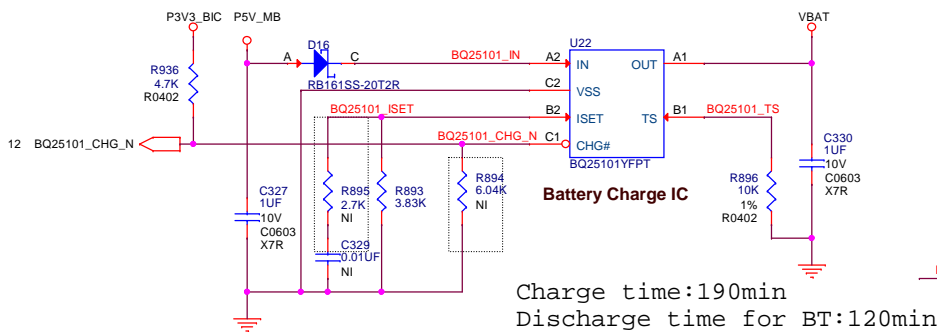 P3V3_BIC P5V_MB VBAT
D16 U22
A C BQ25101_IN A2 IN OUT A1
R936
4.7K
R0402
RB161SS-20T2R
C2 VSS
BQ25101_ISET B2 ISET TS B1 BQ25101_TS
12 BQ25101_CHG_N BQ25101_CHG_N C1 CHG#
BQ25101YFPT
Battery Charge IC
C330
1UF
10V
C0603
X7R
R895
2.7K
NI
R893
3.83K
R894
6.04K
NI
R896
10K
1%
R0402
C327
1UF
10V
C0603
X7R
C329
0.01UF
NI
Charge time:190min
Discharge time for BT:120min